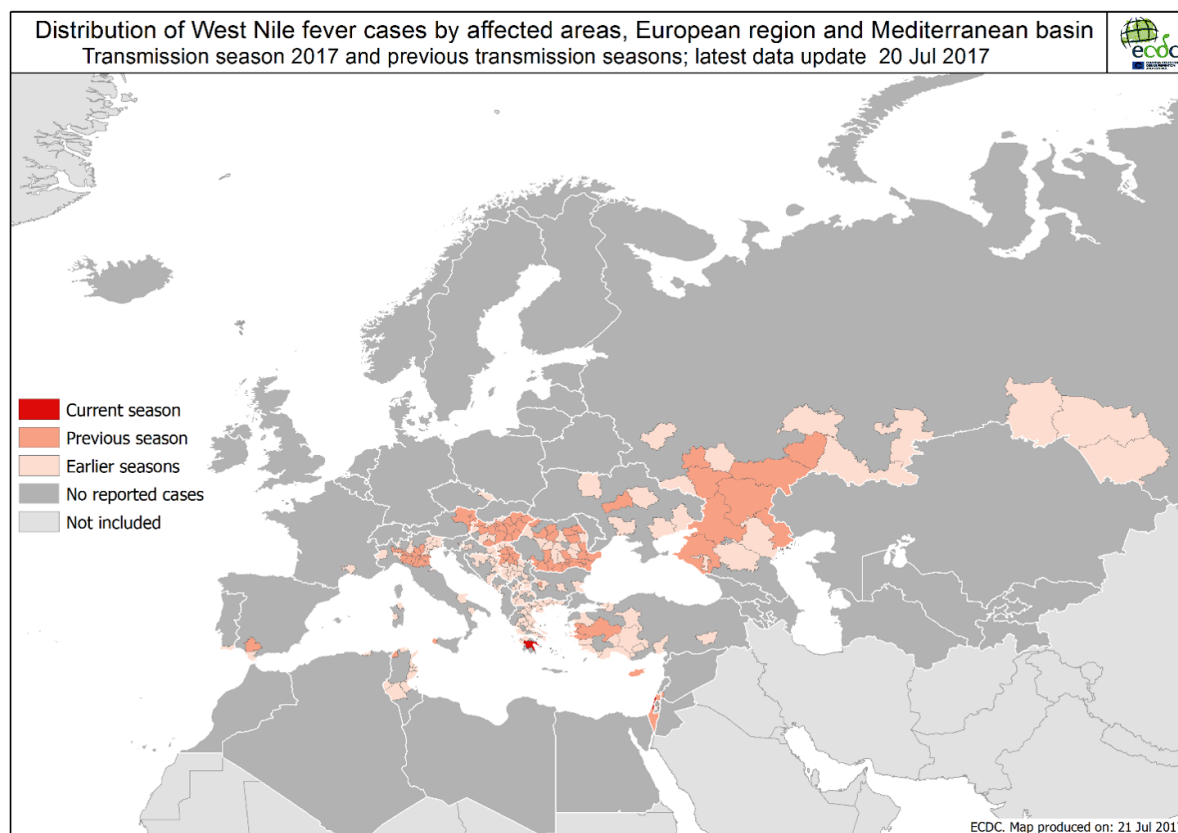 Distribution of West Nile fever cases by affected areas, European region and Mediterranean basin
Transmission season 2017 and previous transmission seasons; latest data update 20 Jul 2017
ecdc
Current season
Previous season
Earlier seasons
No reported cases
Not included
ECDC. Map produced on: 21 Jul 201